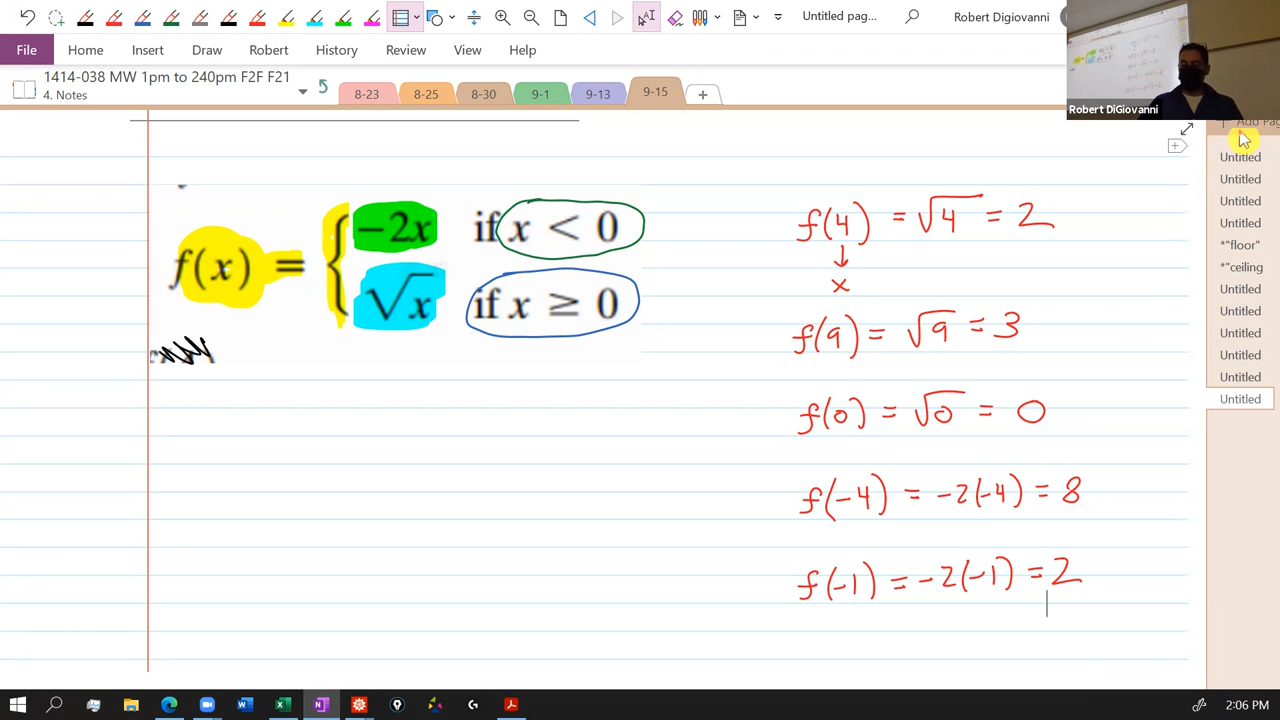 Untitled pag...
Robert Digiovanni
File
Home
Insert
Draw
Robert
History
Review
View
Help
1414-038 MW 1pm to 240pm F2F F21
4. Notes
8-23
8-25
8-30
9-1
9-13
9-15
Robert DiGiovanni
Add Pag
Untitled
Untitled
Untitled
Untitled
*"floor"
*"ceiling
Untitled
Untitled
Untitled
Untitled
Untitled
Untitled
f(x) = { −2x if x < 0
√x if x ≥ 0
f(4) = √4 = 2
↓
x
f(9) = √9 = 3
f(0) = √0 = 0
f(-4) = -2(-4) = 8
f(-1) = -2(-1) = 2
2:06 PM